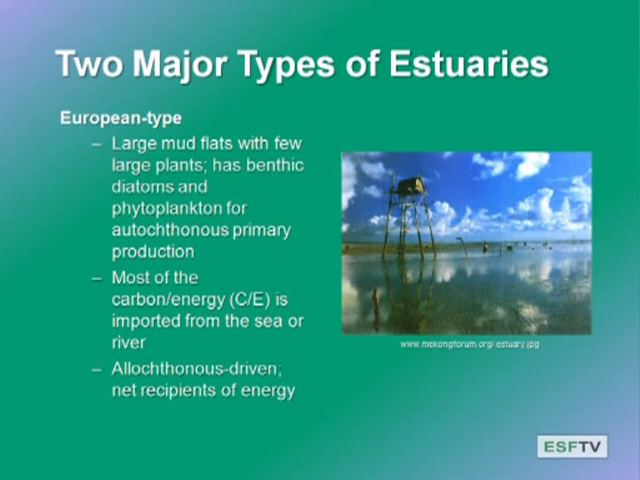 Two Major Types of Estuaries
European-type
– Large mud flats with few
large plants; has benthic
diatoms and
phytoplankton for
autochthonous primary
production
– Most of the
carbon/energy (C/E) is
imported from the sea or
river
– Allochthonous-driven;
net recipients of energy
www.mekongforum.org/estuary.jpg
ESFTV